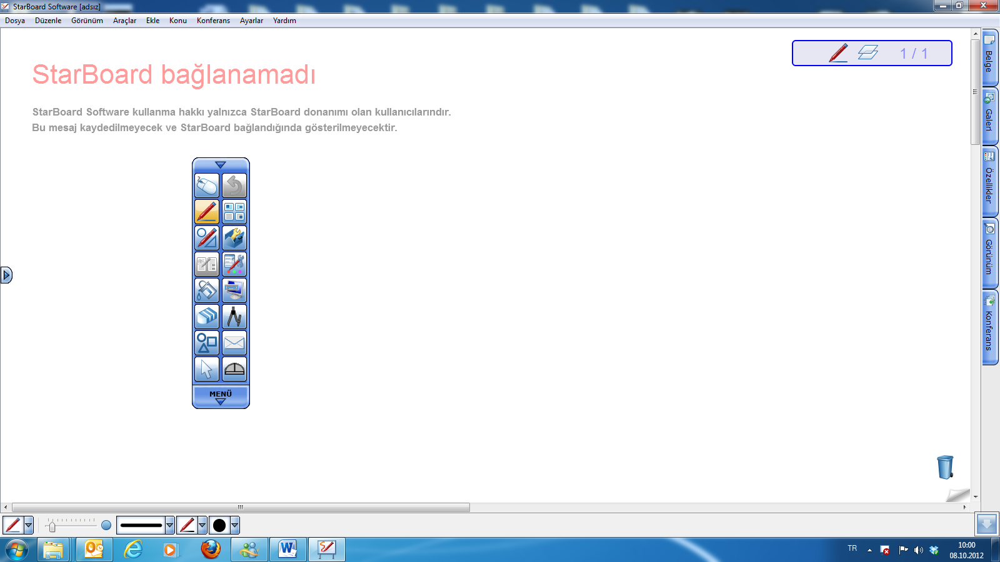 StarBoard Software [adsız]
Dosya Düzenle Görünüm Araçlar Ekle Konu Konferans Ayarlar Yardım
1 / 1
StarBoard bağlanamadı
StarBoard Software kullanma hakkı yalnızca StarBoard donanımı olan kullanıcılarındır.
Bu mesaj kaydedilmeyecek ve StarBoard bağlandığında gösterilmeyecektir.
MENÜ
Belge
Galeri
Özellikler
Görünüm
Konferans
TR
10:00
08.10.2012